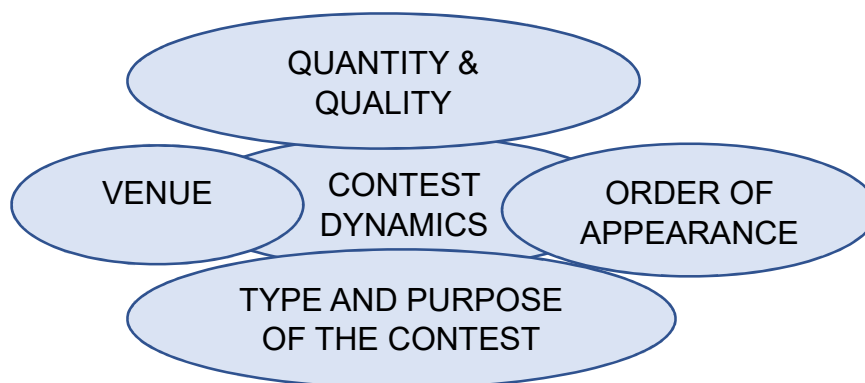 QUANTITY &
QUALITY
VENUE
CONTEST
DYNAMICS
ORDER OF
APPEARANCE
TYPE AND PURPOSE
OF THE CONTEST